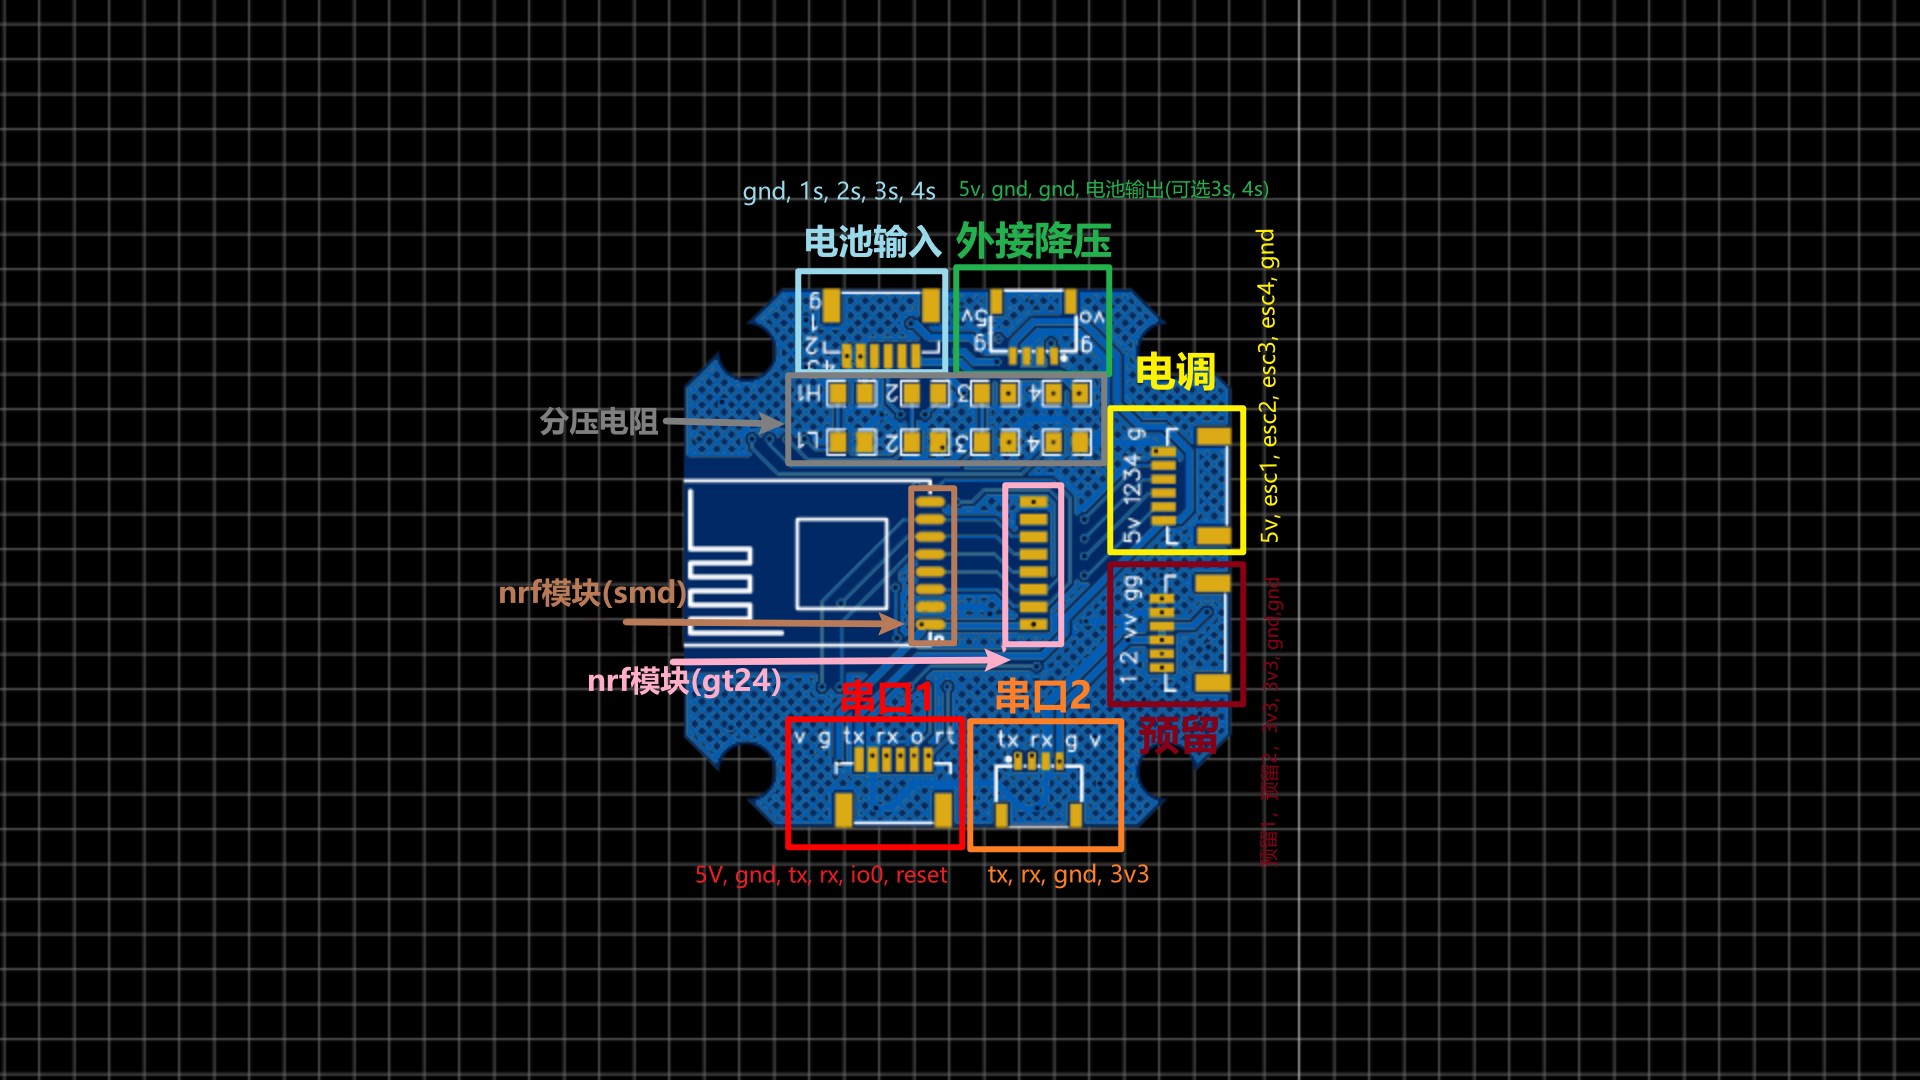 gnd, 1s, 2s, 3s, 4s
5v, gnd, gnd, 电池输出(可选3s, 4s)
电池输入
外接降压
g
1
2
5v
g
vo
g
电调
5v, esc1, esc2, esc3, esc4, gnd
分压电阻
H1 2 3 4
L1 2 3 4
5v 1234 g
nrf模块(smd)
nrf模块(gt24)
1 2 vv gg
预留
预留1, 预留2, 3v3, 3v3, gnd,gnd
串口1
串口2
v g tx rx o rt
tx rx g v
5V, gnd, tx, rx, io0, reset
tx, rx, gnd, 3v3